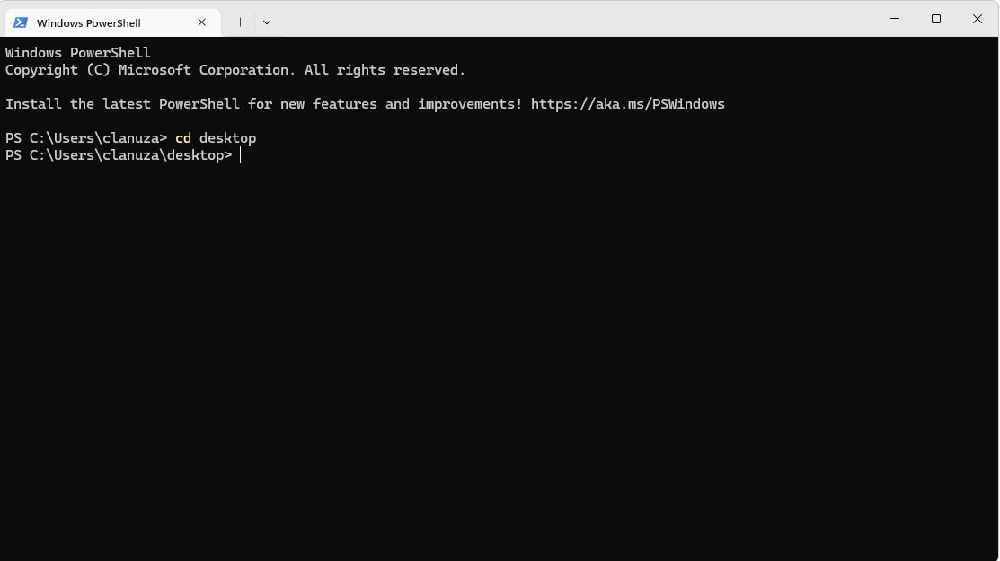 Windows PowerShell
Windows PowerShell
Copyright (C) Microsoft Corporation. All rights reserved.
Install the latest PowerShell for new features and improvements! https://aka.ms/PSWindows
PS C:\Users\clanuza> cd desktop
PS C:\Users\clanuza\desktop>